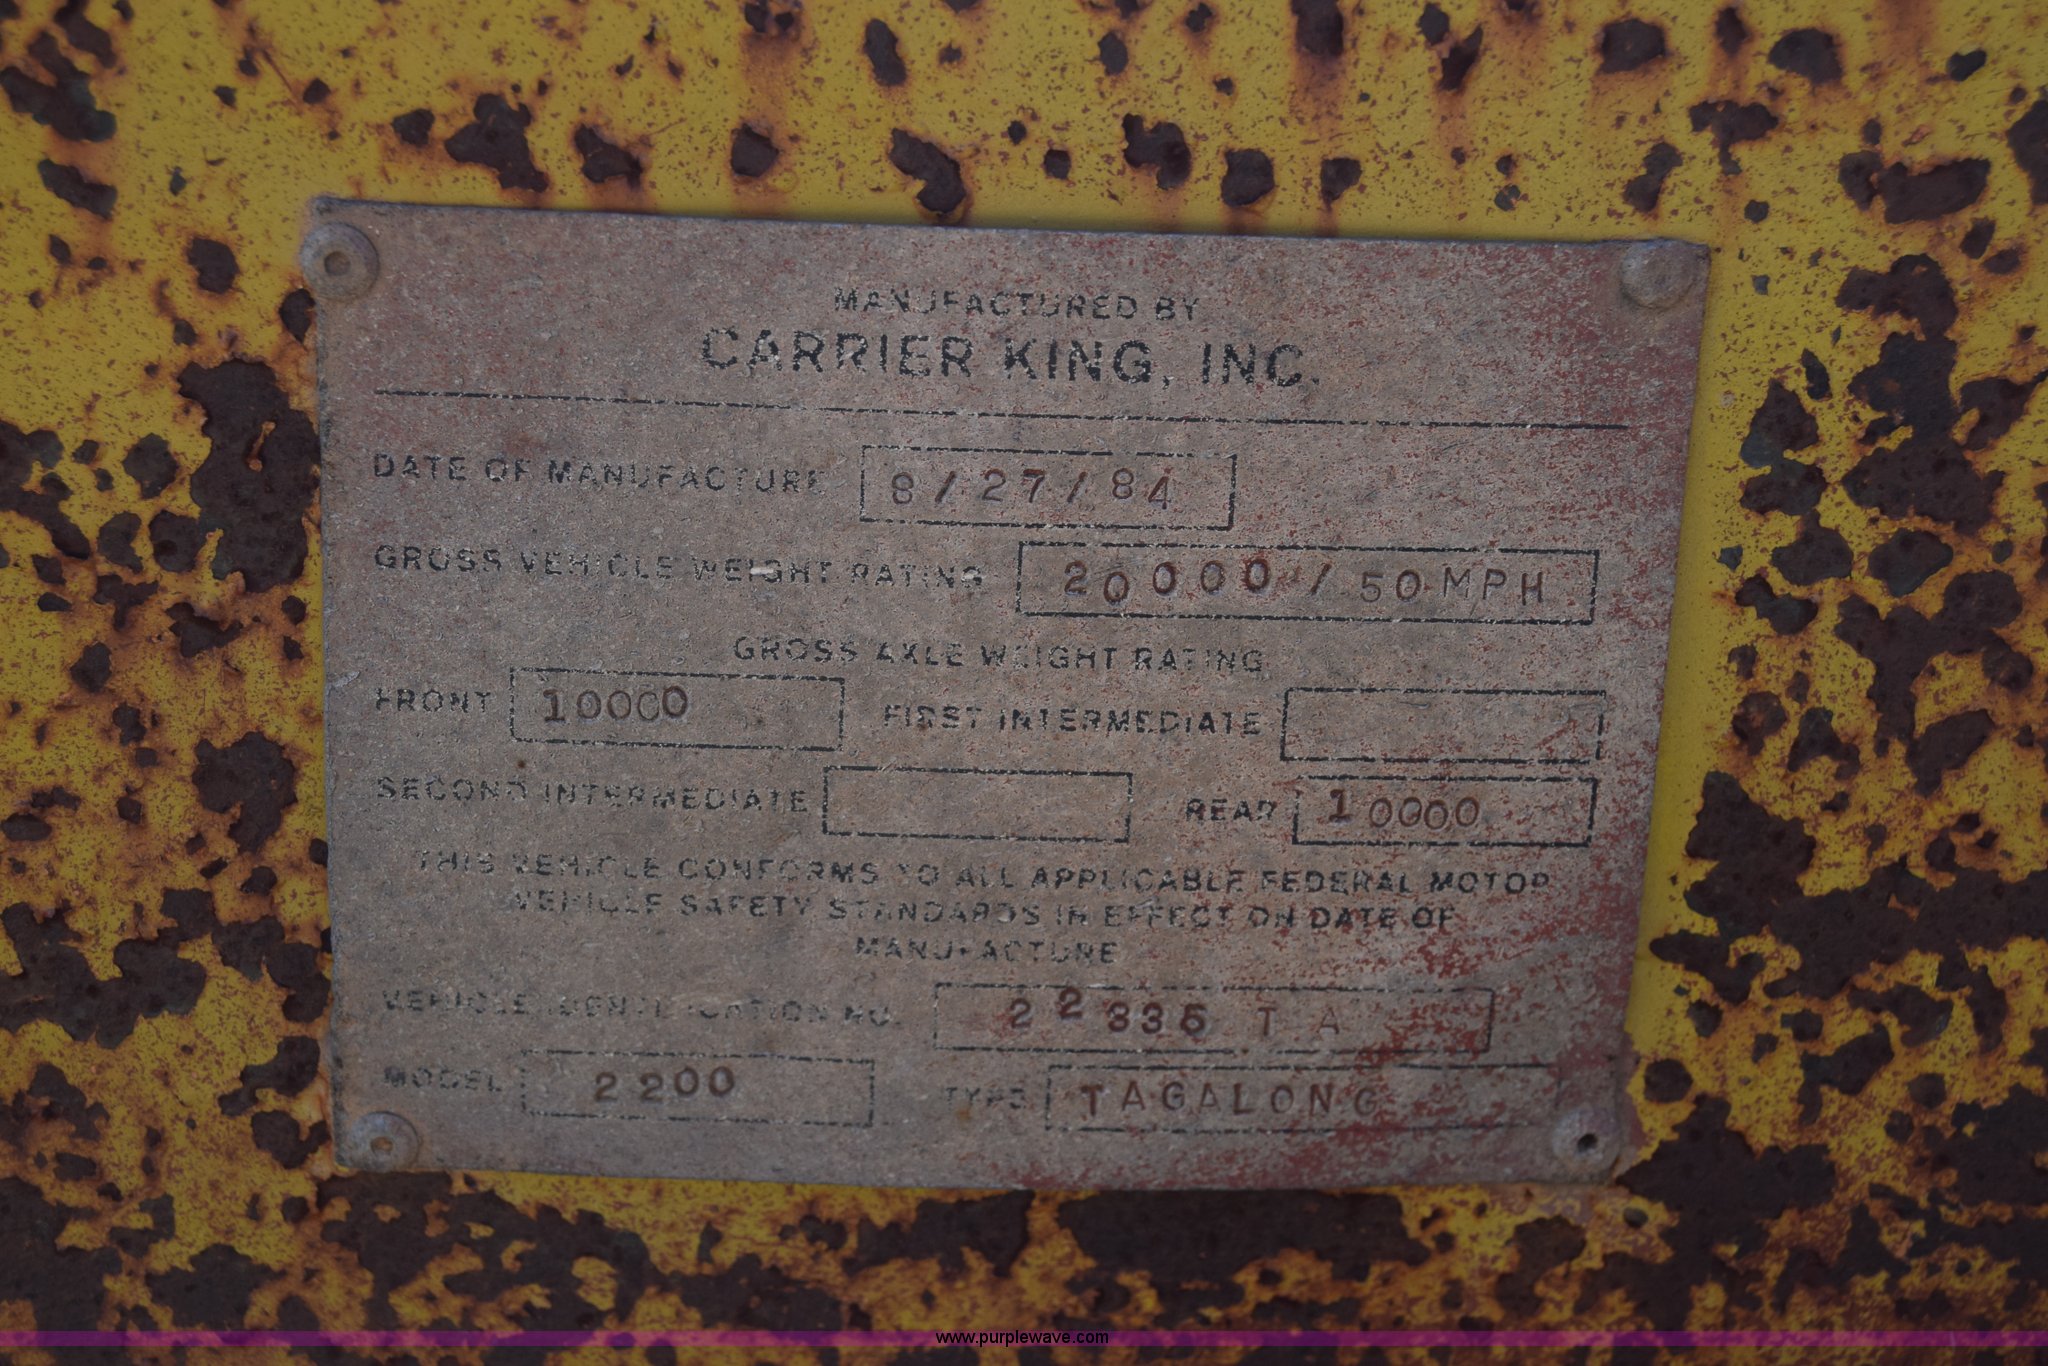 MANUFACTURED BY
CARRIER KING, INC.
DATE OF MANUFACTURE 8/27/84
GROSS VEHICLE WEIGHT RATING 20000/50MPH
GROSS AXLE WEIGHT RATING
FRONT 10000 FIRST INTERMEDIATE
SECOND INTERMEDIATE REAR 10000
THIS VEHICLE CONFORMS TO ALL APPLICABLE FEDERAL MOTOR
VEHICLE SAFETY STANDARDS IN EFFECT ON DATE OF
MANUFACTURE
VEHICLE IDENTIFICATION NO. 22335 TA
MODEL 2200 TYPE TAGALONG
www.purplewave.com